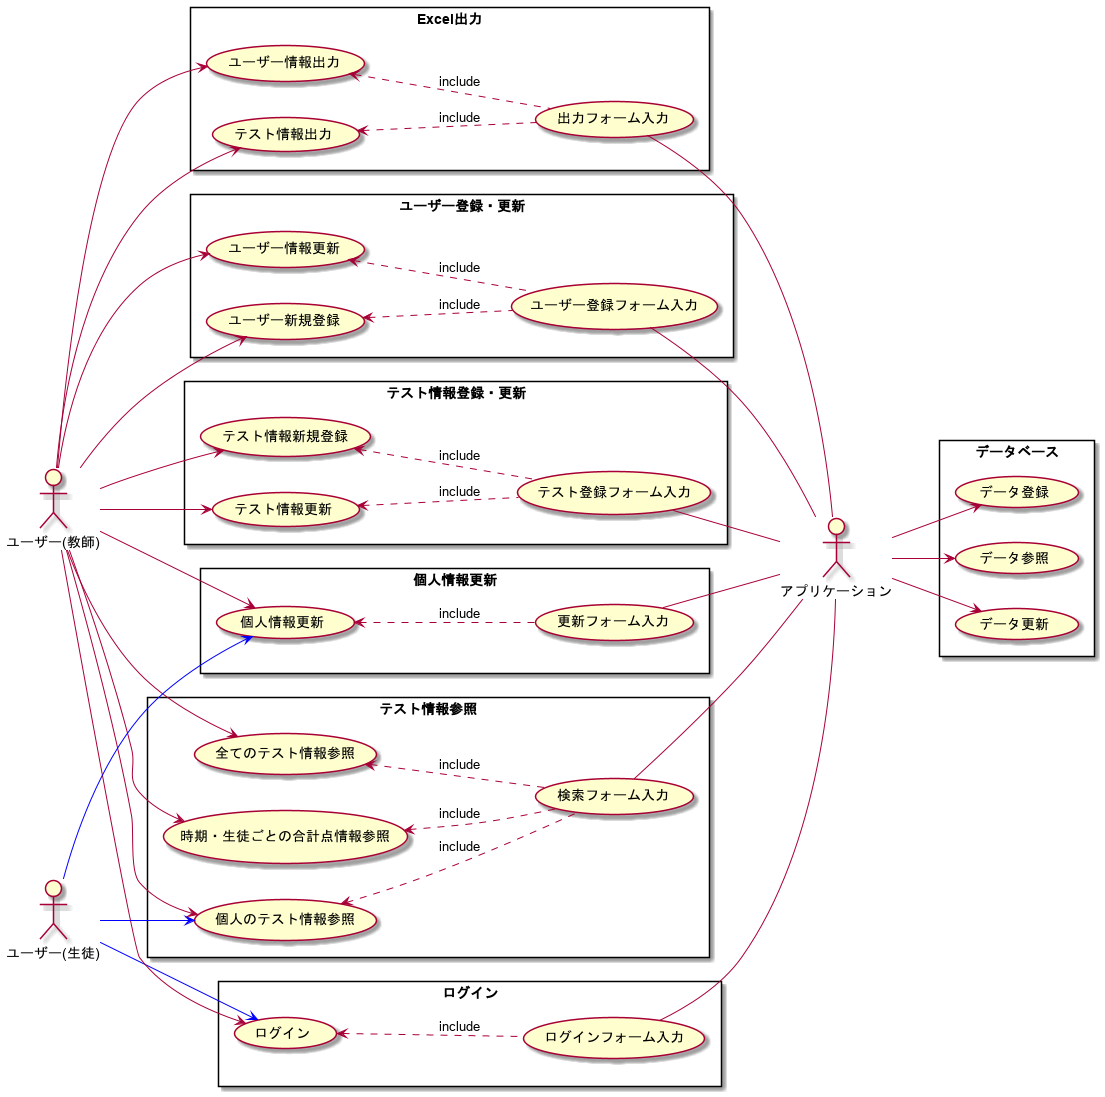 Excel出力
ユーザー情報出力
include
テスト情報出力
include
出力フォーム入力
ユーザー登録・更新
ユーザー情報更新
include
ユーザー新規登録
include
ユーザー登録フォーム入力
テスト情報登録・更新
テスト情報新規登録
include
テスト情報更新
include
テスト登録フォーム入力
ユーザー(教師)
個人情報更新
個人情報更新
include
更新フォーム入力
アプリケーション
データベース
データ登録
データ参照
データ更新
テスト情報参照
全てのテスト情報参照
include
検索フォーム入力
時期・生徒ごとの合計点情報参照
include
include
個人のテスト情報参照
ユーザー(生徒)
ログイン
ログイン
include
ログインフォーム入力